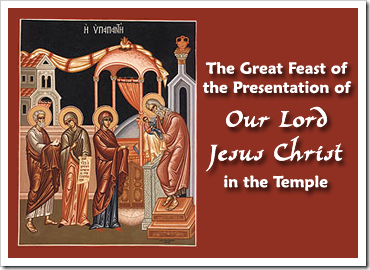 Η ΥΠΑΠΑΝΤΗ
The Great Feast of
the Presentation of
Our Lord
Jesus Christ
in the Temple